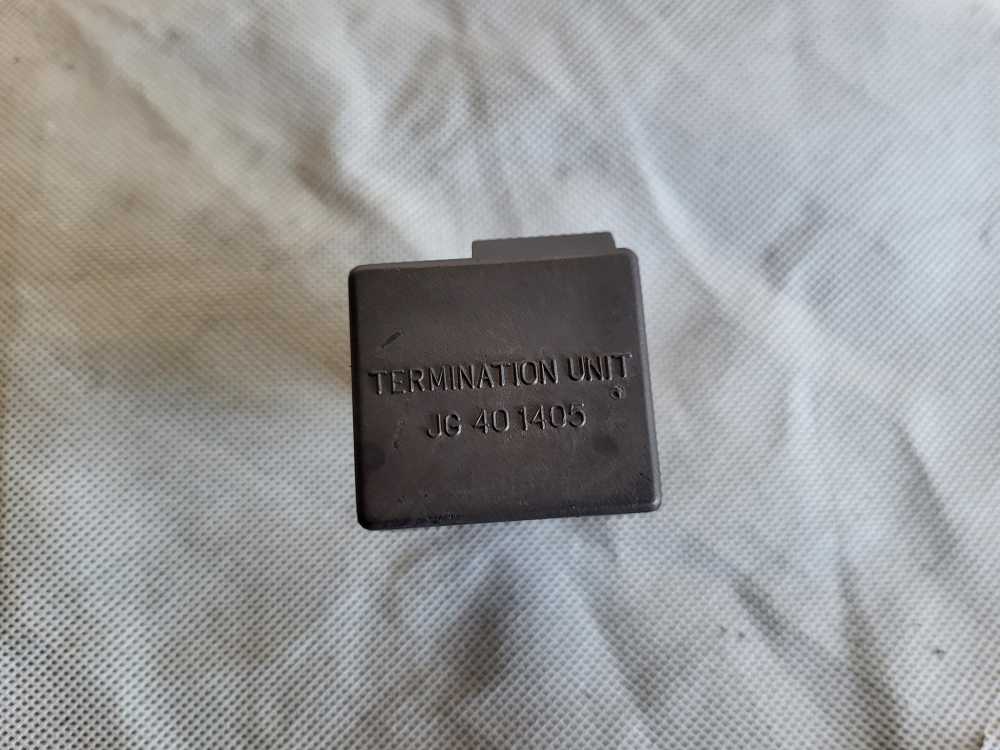 TERMINATION UNIT
JG 40 1405